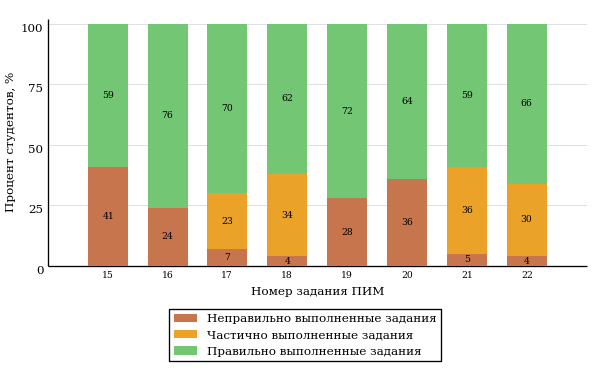 Процент студентов, %
100
75
50
25
0
59 76 70 62 72 64 59 66
41 24 23 34 28 36 36 30
7 4 5 4
15 16 17 18 19 20 21 22
Номер задания ПИМ
Неправильно выполненные задания
Частично выполненные задания
Правильно выполненные задания